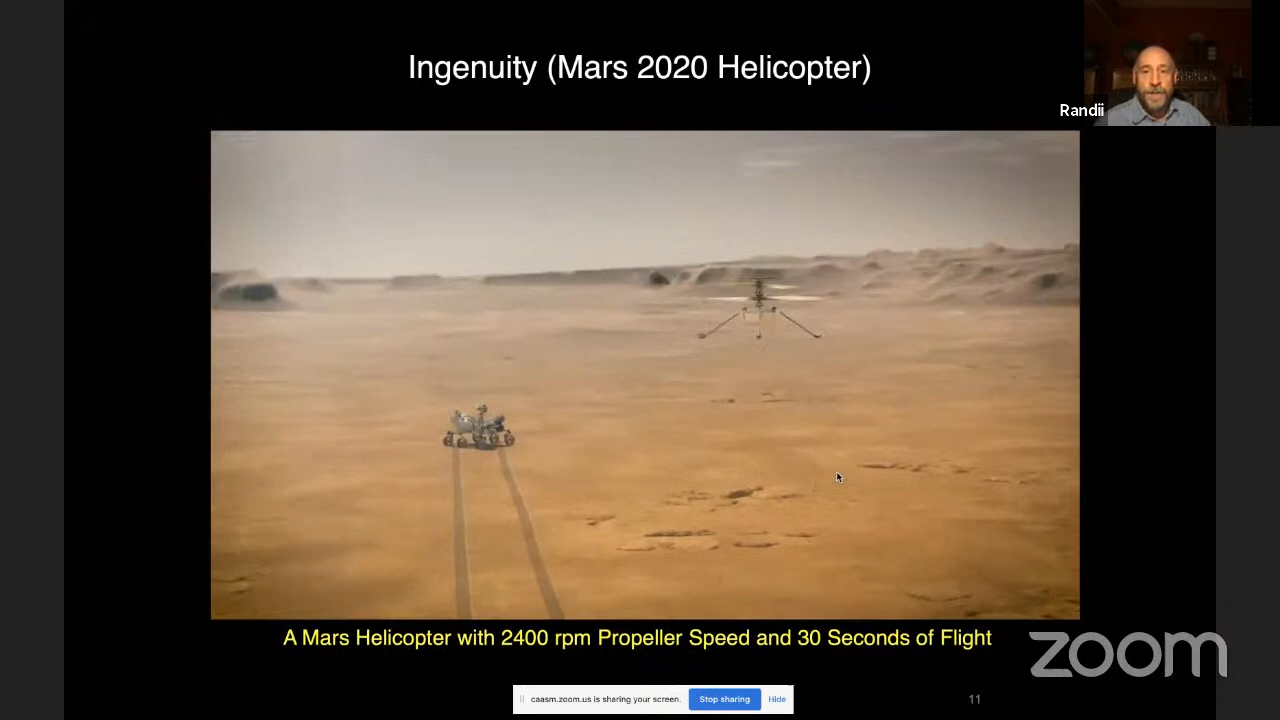 Ingenuity (Mars 2020 Helicopter)
Randii
A Mars Helicopter with 2400 rpm Propeller Speed and 30 Seconds of Flight
zoom
caasm.zoom.us is sharing your screen. Stop sharing Hide
11